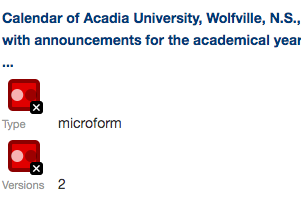 Calendar of Acadia University, Wolfville, N.S.,
with announcements for the academical year
...
Type microform
Versions 2